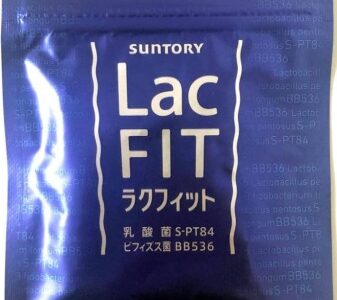 SUNTORY
Lac
FIT
ラクフィット
乳酸菌 S-PT84
ビフィズス菌 BB536